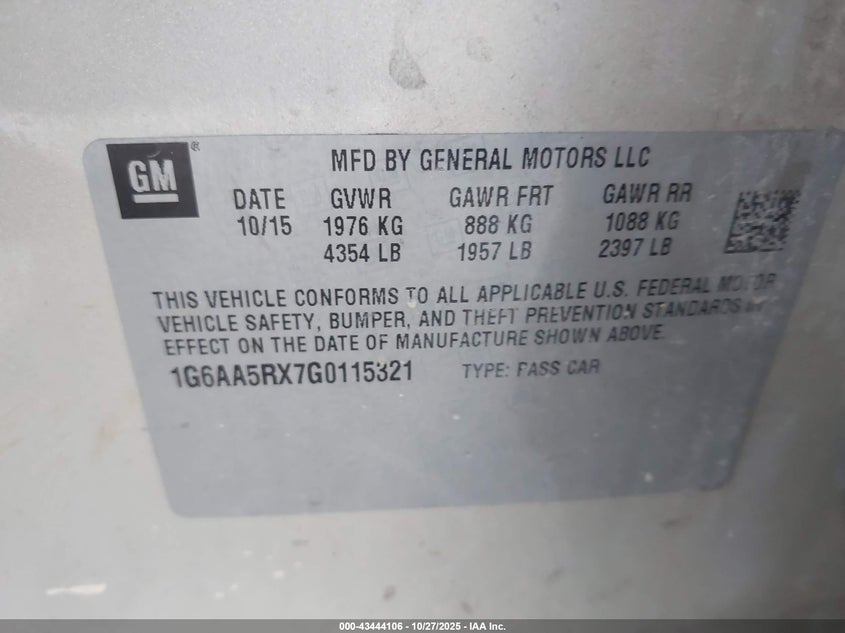 GM ®
MFD BY GENERAL MOTORS LLC
DATE GVWR GAWR FRT GAWR RR
10/15 1976 KG 888 KG 1088 KG
4354 LB 1957 LB 2397 LB
THIS VEHICLE CONFORMS TO ALL APPLICABLE U.S. FEDERAL MOTOR
VEHICLE SAFETY, BUMPER, AND THEFT PREVENTION STANDARDS IN
EFFECT ON THE DATE OF MANUFACTURE SHOWN ABOVE.
1G6AA5RX7G0115321 TYPE: PASS CAR
000-43444106 - 10/27/2025 - IAA Inc.